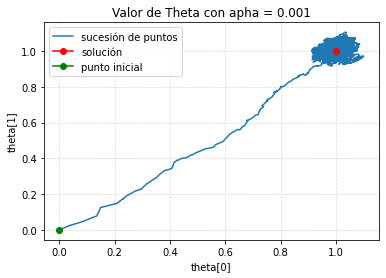 Valor de Theta con apha = 0.001
sucesión de puntos
solución
punto inicial
theta[1]
1.0
0.8
0.6
0.4
0.2
0.0
0.0 0.2 0.4 0.6 0.8 1.0
theta[0]